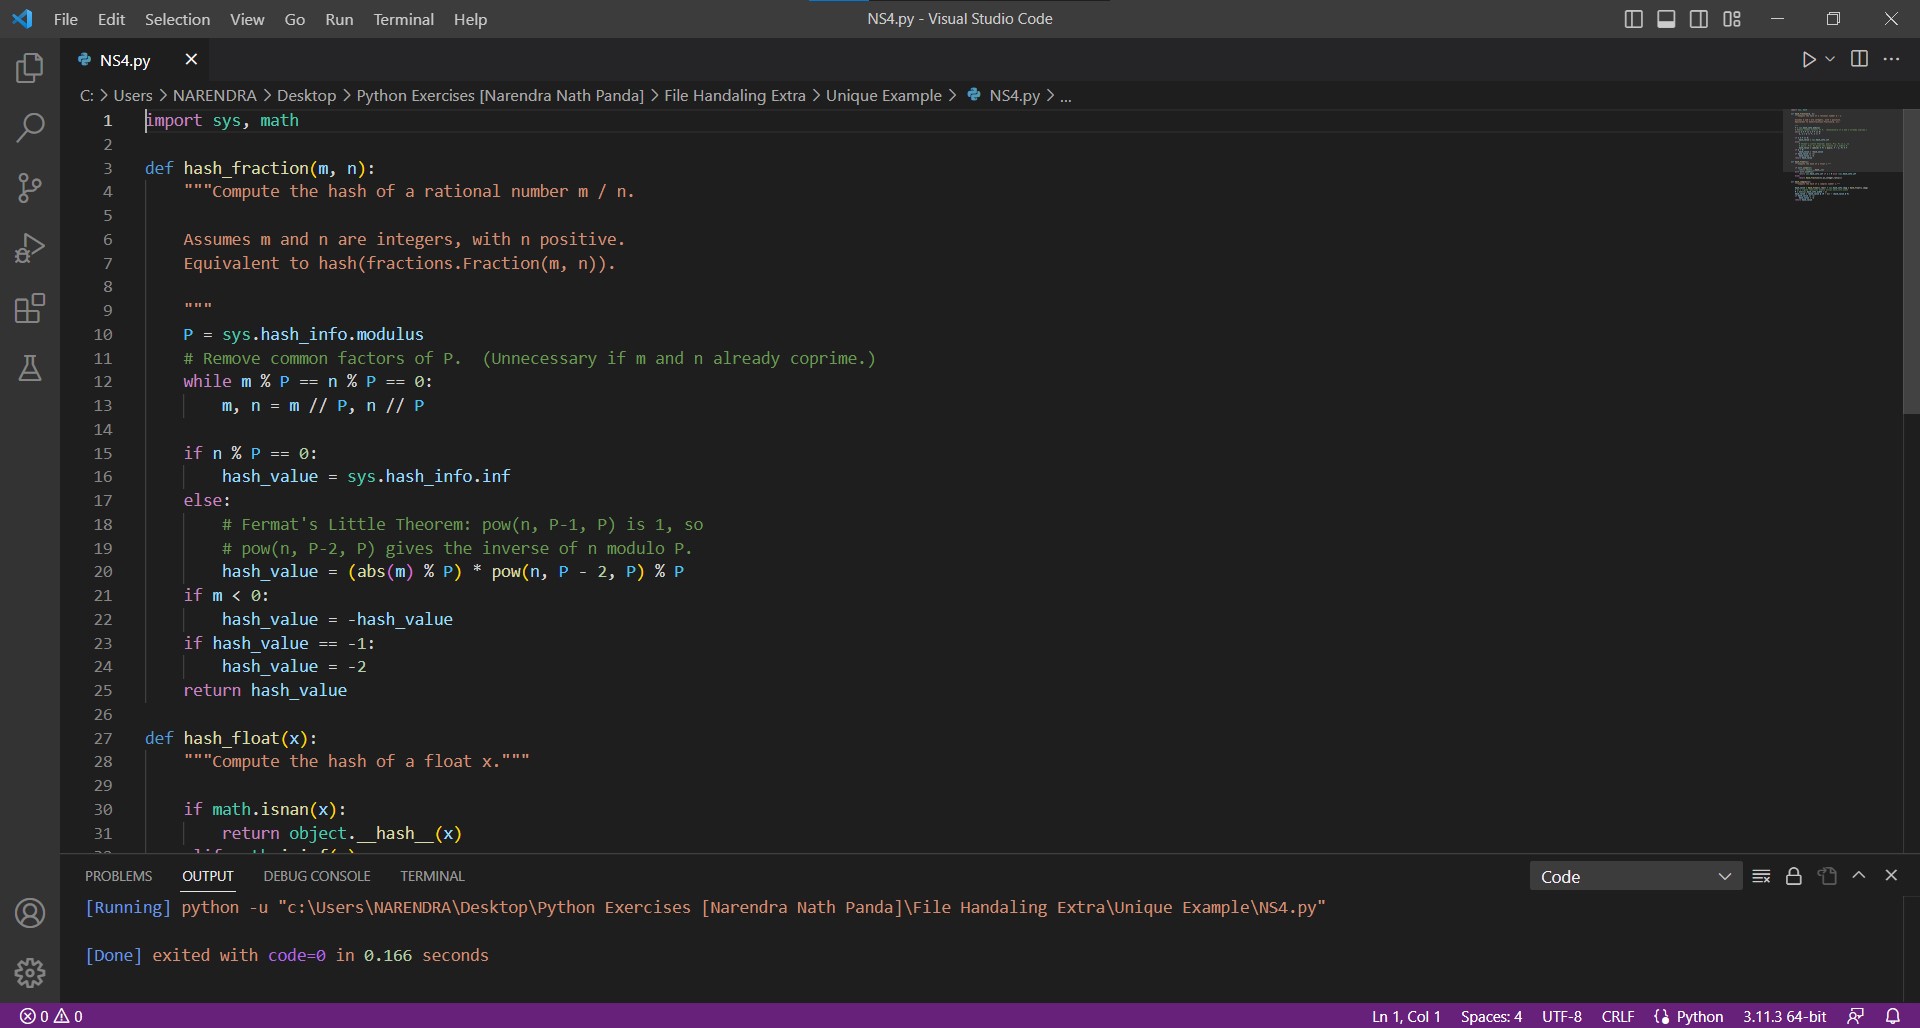 File Edit Selection View Go Run Terminal Help
NS4.py - Visual Studio Code
NS4.py
C: > Users > NARENDRA > Desktop > Python Exercises [Narendra Nath Panda] > File Handaling Extra > Unique Example > NS4.py > ...
1 import sys, math
2
3 def hash_fraction(m, n):
4     """Compute the hash of a rational number m / n.
5
6     Assumes m and n are integers, with n positive.
7     Equivalent to hash(fractions.Fraction(m, n)).
8
9     """
10     P = sys.hash_info.modulus
11     # Remove common factors of P.  (Unnecessary if m and n already coprime.)
12     while m % P == n % P == 0:
13         m, n = m // P, n // P
14
15     if n % P == 0:
16         hash_value = sys.hash_info.inf
17     else:
18         # Fermat's Little Theorem: pow(n, P-1, P) is 1, so
19         # pow(n, P-2, P) gives the inverse of n modulo P.
20         hash_value = (abs(m) % P) * pow(n, P - 2, P) % P
21     if m < 0:
22         hash_value = -hash_value
23     if hash_value == -1:
24         hash_value = -2
25     return hash_value
26
27 def hash_float(x):
28     """Compute the hash of a float x."""
29
30     if math.isnan(x):
31         return object.__hash__(x)
PROBLEMS OUTPUT DEBUG CONSOLE TERMINAL
Code
[Running] python -u "c:\Users\NARENDRA\Desktop\Python Exercises [Narendra Nath Panda]\File Handaling Extra\Unique Example\NS4.py"
[Done] exited with code=0 in 0.166 seconds
0 0
Ln 1, Col 1 Spaces: 4 UTF-8 CRLF Python 3.11.3 64-bit